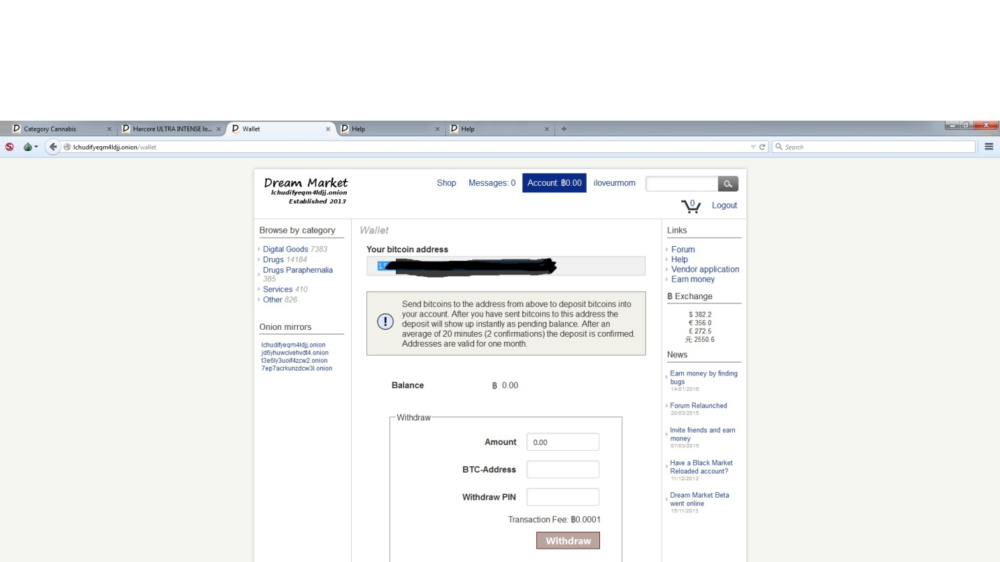 Category Cannabis
Harcore ULTRA INTENSE lo...
Wallet
Help
Help
lchudifyeqm4ldjj.onion/wallet
Search
Dream Market
lchudifyeqm4ldjj.onion
Established 2013
Shop
Messages: 0
Account: ฿0.00
iloveurmom
0
Logout
Browse by category
Digital Goods 7383
Drugs 14184
Drugs Paraphernalia
385
Services 410
Other 826
Onion mirrors
lchudifyeqm4ldjj.onion
jd6yhuwcivehvdt4.onion
t3e6ly3uoif4zcw2.onion
7ep7acrkunzdcw3l.onion
Wallet
Your bitcoin address
Send bitcoins to the address from above to deposit bitcoins into
your account. After you have sent bitcoins to this address the
deposit will show up instantly as pending balance. After an
average of 20 minutes (2 confirmations) the deposit is confirmed.
Addresses are valid for one month.
Balance ฿ 0.00
Withdraw
Amount 0.00
BTC-Address
Withdraw PIN
Transaction Fee: ฿0.0001
Withdraw
Links
Forum
Help
Vendor application
Earn money
฿ Exchange
$ 382.2
€ 356.0
£ 272.5
元 2550.6
News
Earn money by finding
bugs
14/01/2016
Forum Relaunched
20/03/2015
Invite friends and earn
money
07/03/2015
Have a Black Market
Reloaded account?
11/12/2013
Dream Market Beta
went online
15/11/2013